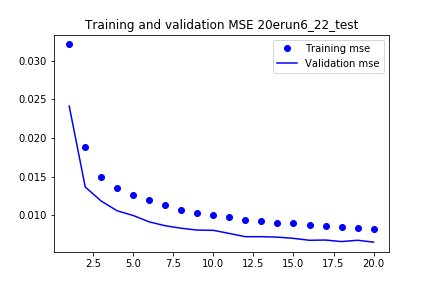 Training and validation MSE 20erun6_22_test
Training mse
Validation mse
0.030
0.025
0.020
0.015
0.010
2.5 5.0 7.5 10.0 12.5 15.0 17.5 20.0